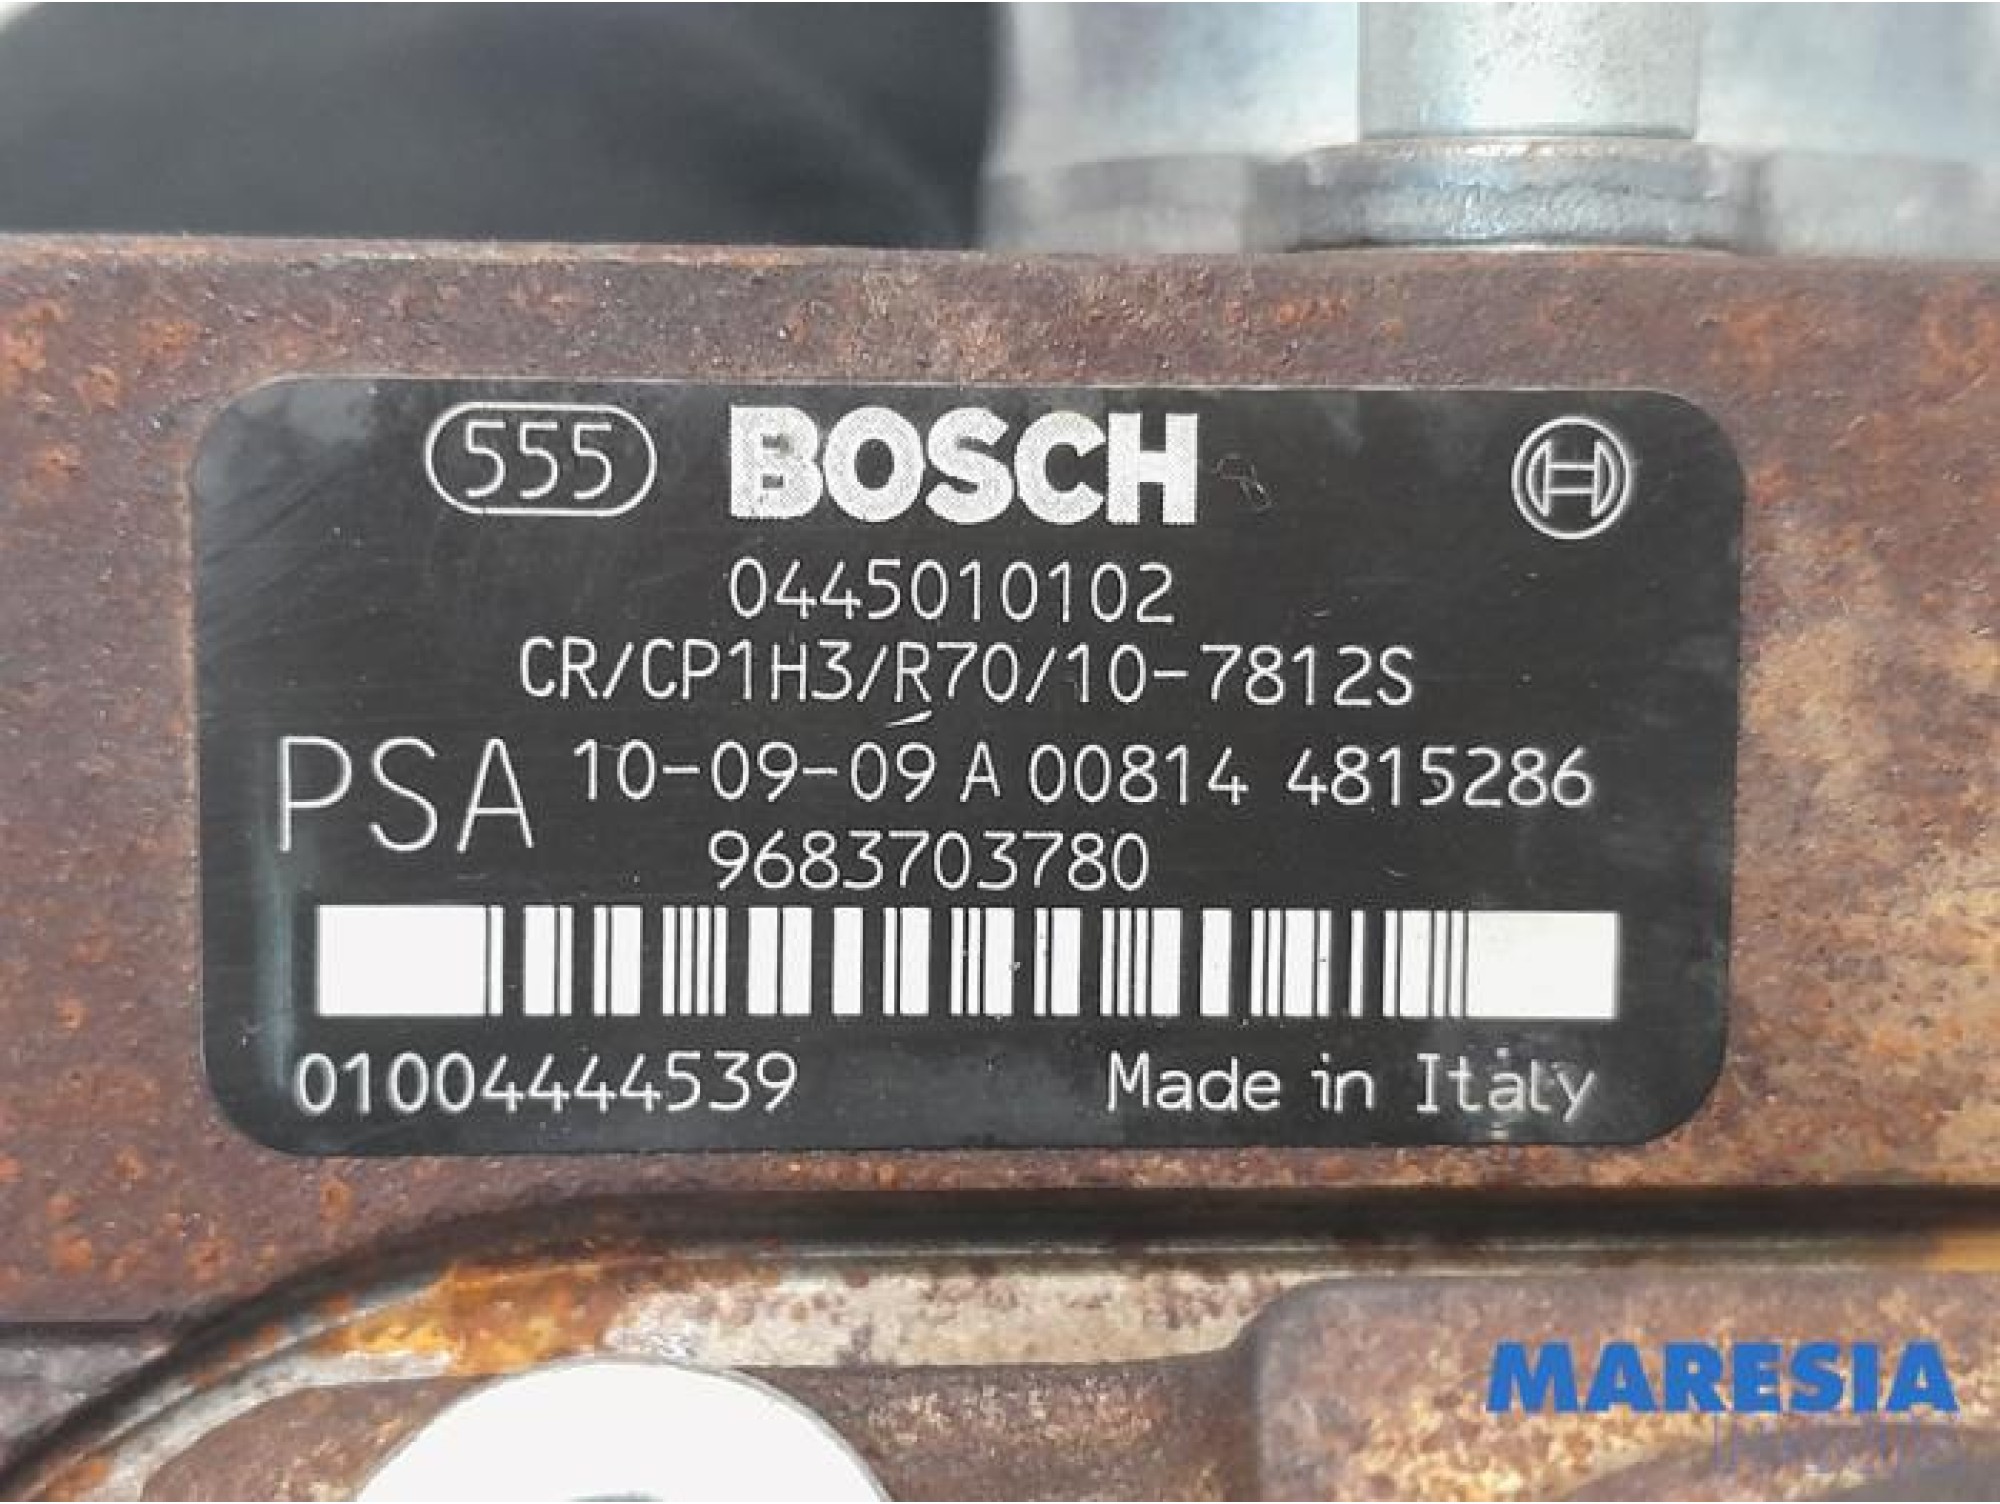 555 BOSCH
0445010102
CR/CP1H3/R70/10-7812S
PSA 10-09-09 A 00814 4815286
9683703780
01004444539 Made in Italy
MARESIA